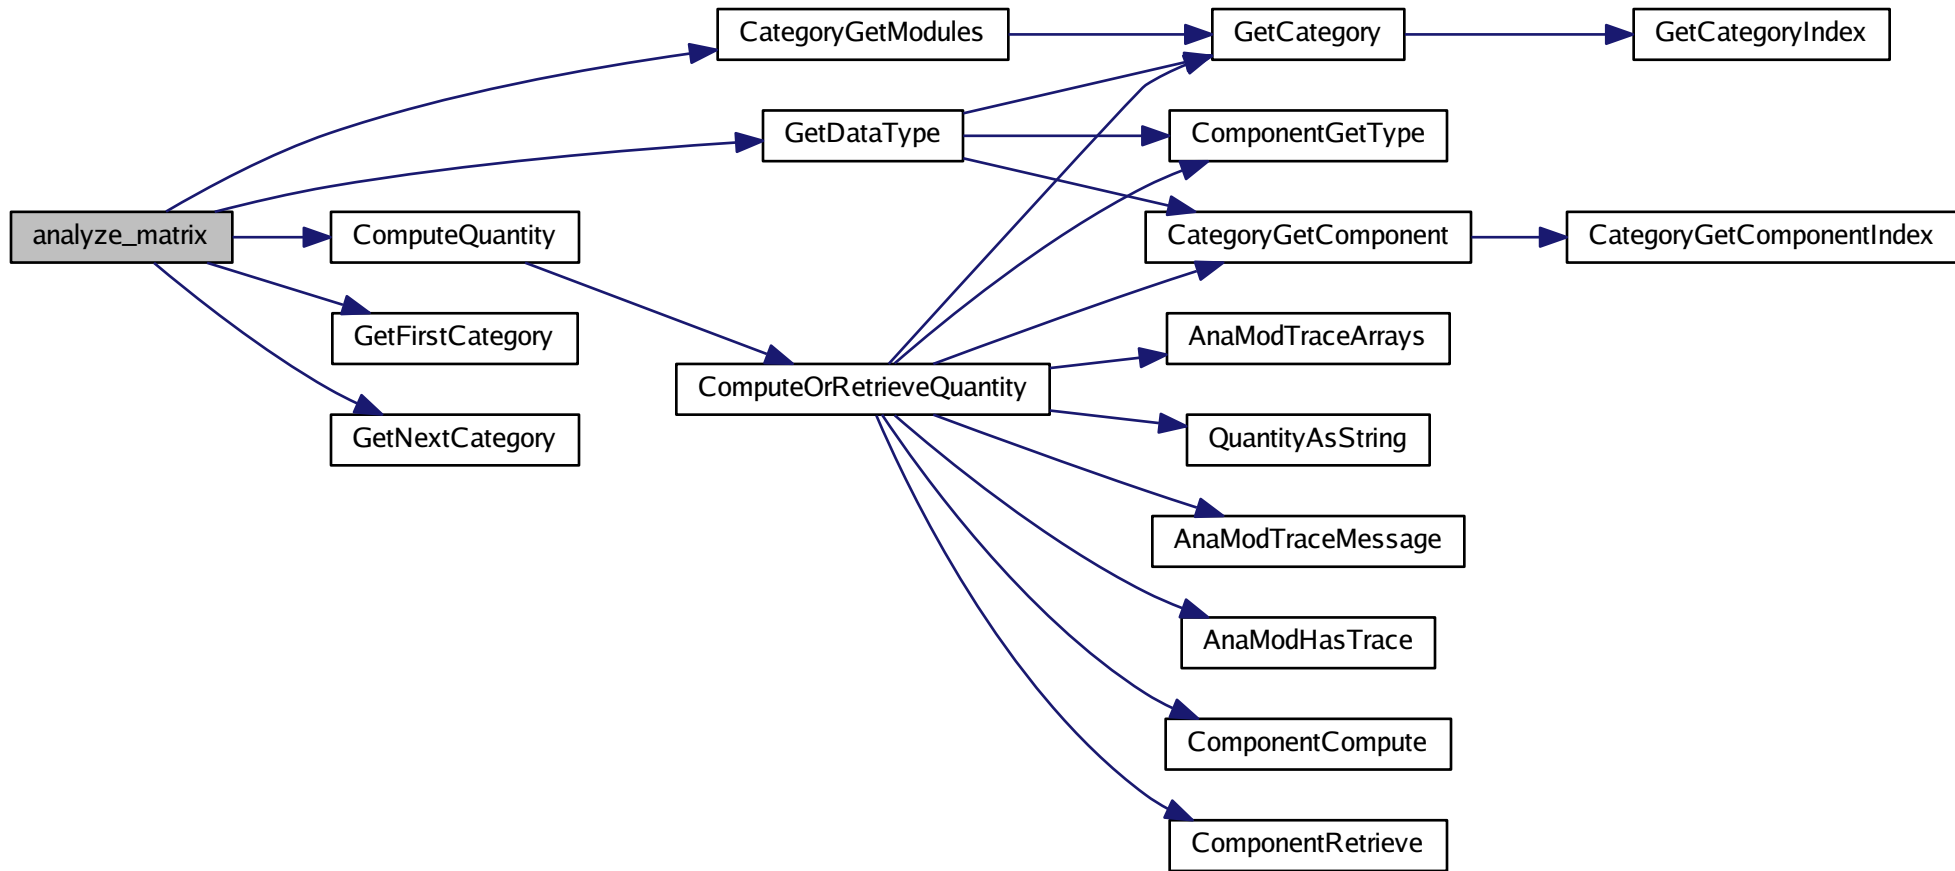 CategoryGetModules
GetCategory
GetCategoryIndex
GetDataType
ComponentGetType
analyze_matrix
ComputeQuantity
CategoryGetComponent
CategoryGetComponentIndex
GetFirstCategory
AnaModTraceArrays
ComputeOrRetrieveQuantity
GetNextCategory
QuantityAsString
AnaModTraceMessage
AnaModHasTrace
ComponentCompute
ComponentRetrieve